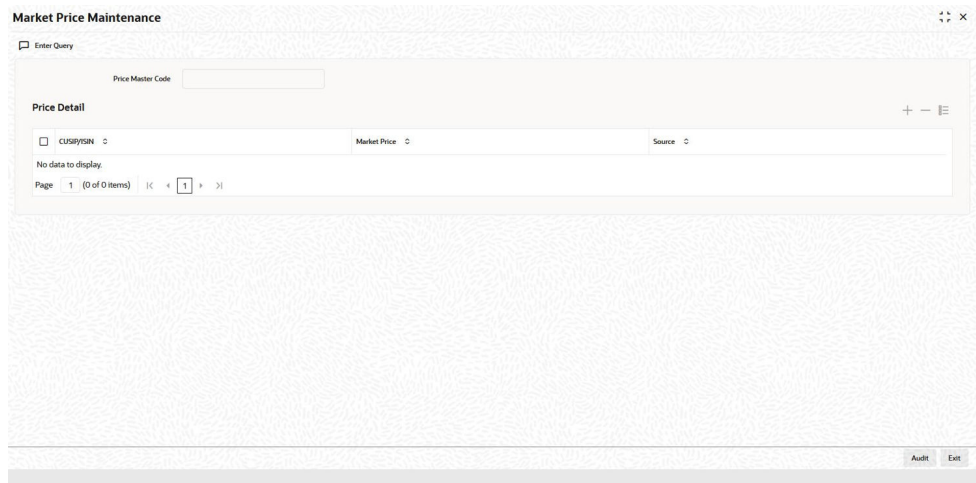 Market Price Maintenance
Enter Query
Price Master Code
Price Detail
CUSIP/ISIN Market Price Source
No data to display.
Page 1 (0 of 0 items) 1
Audit Exit